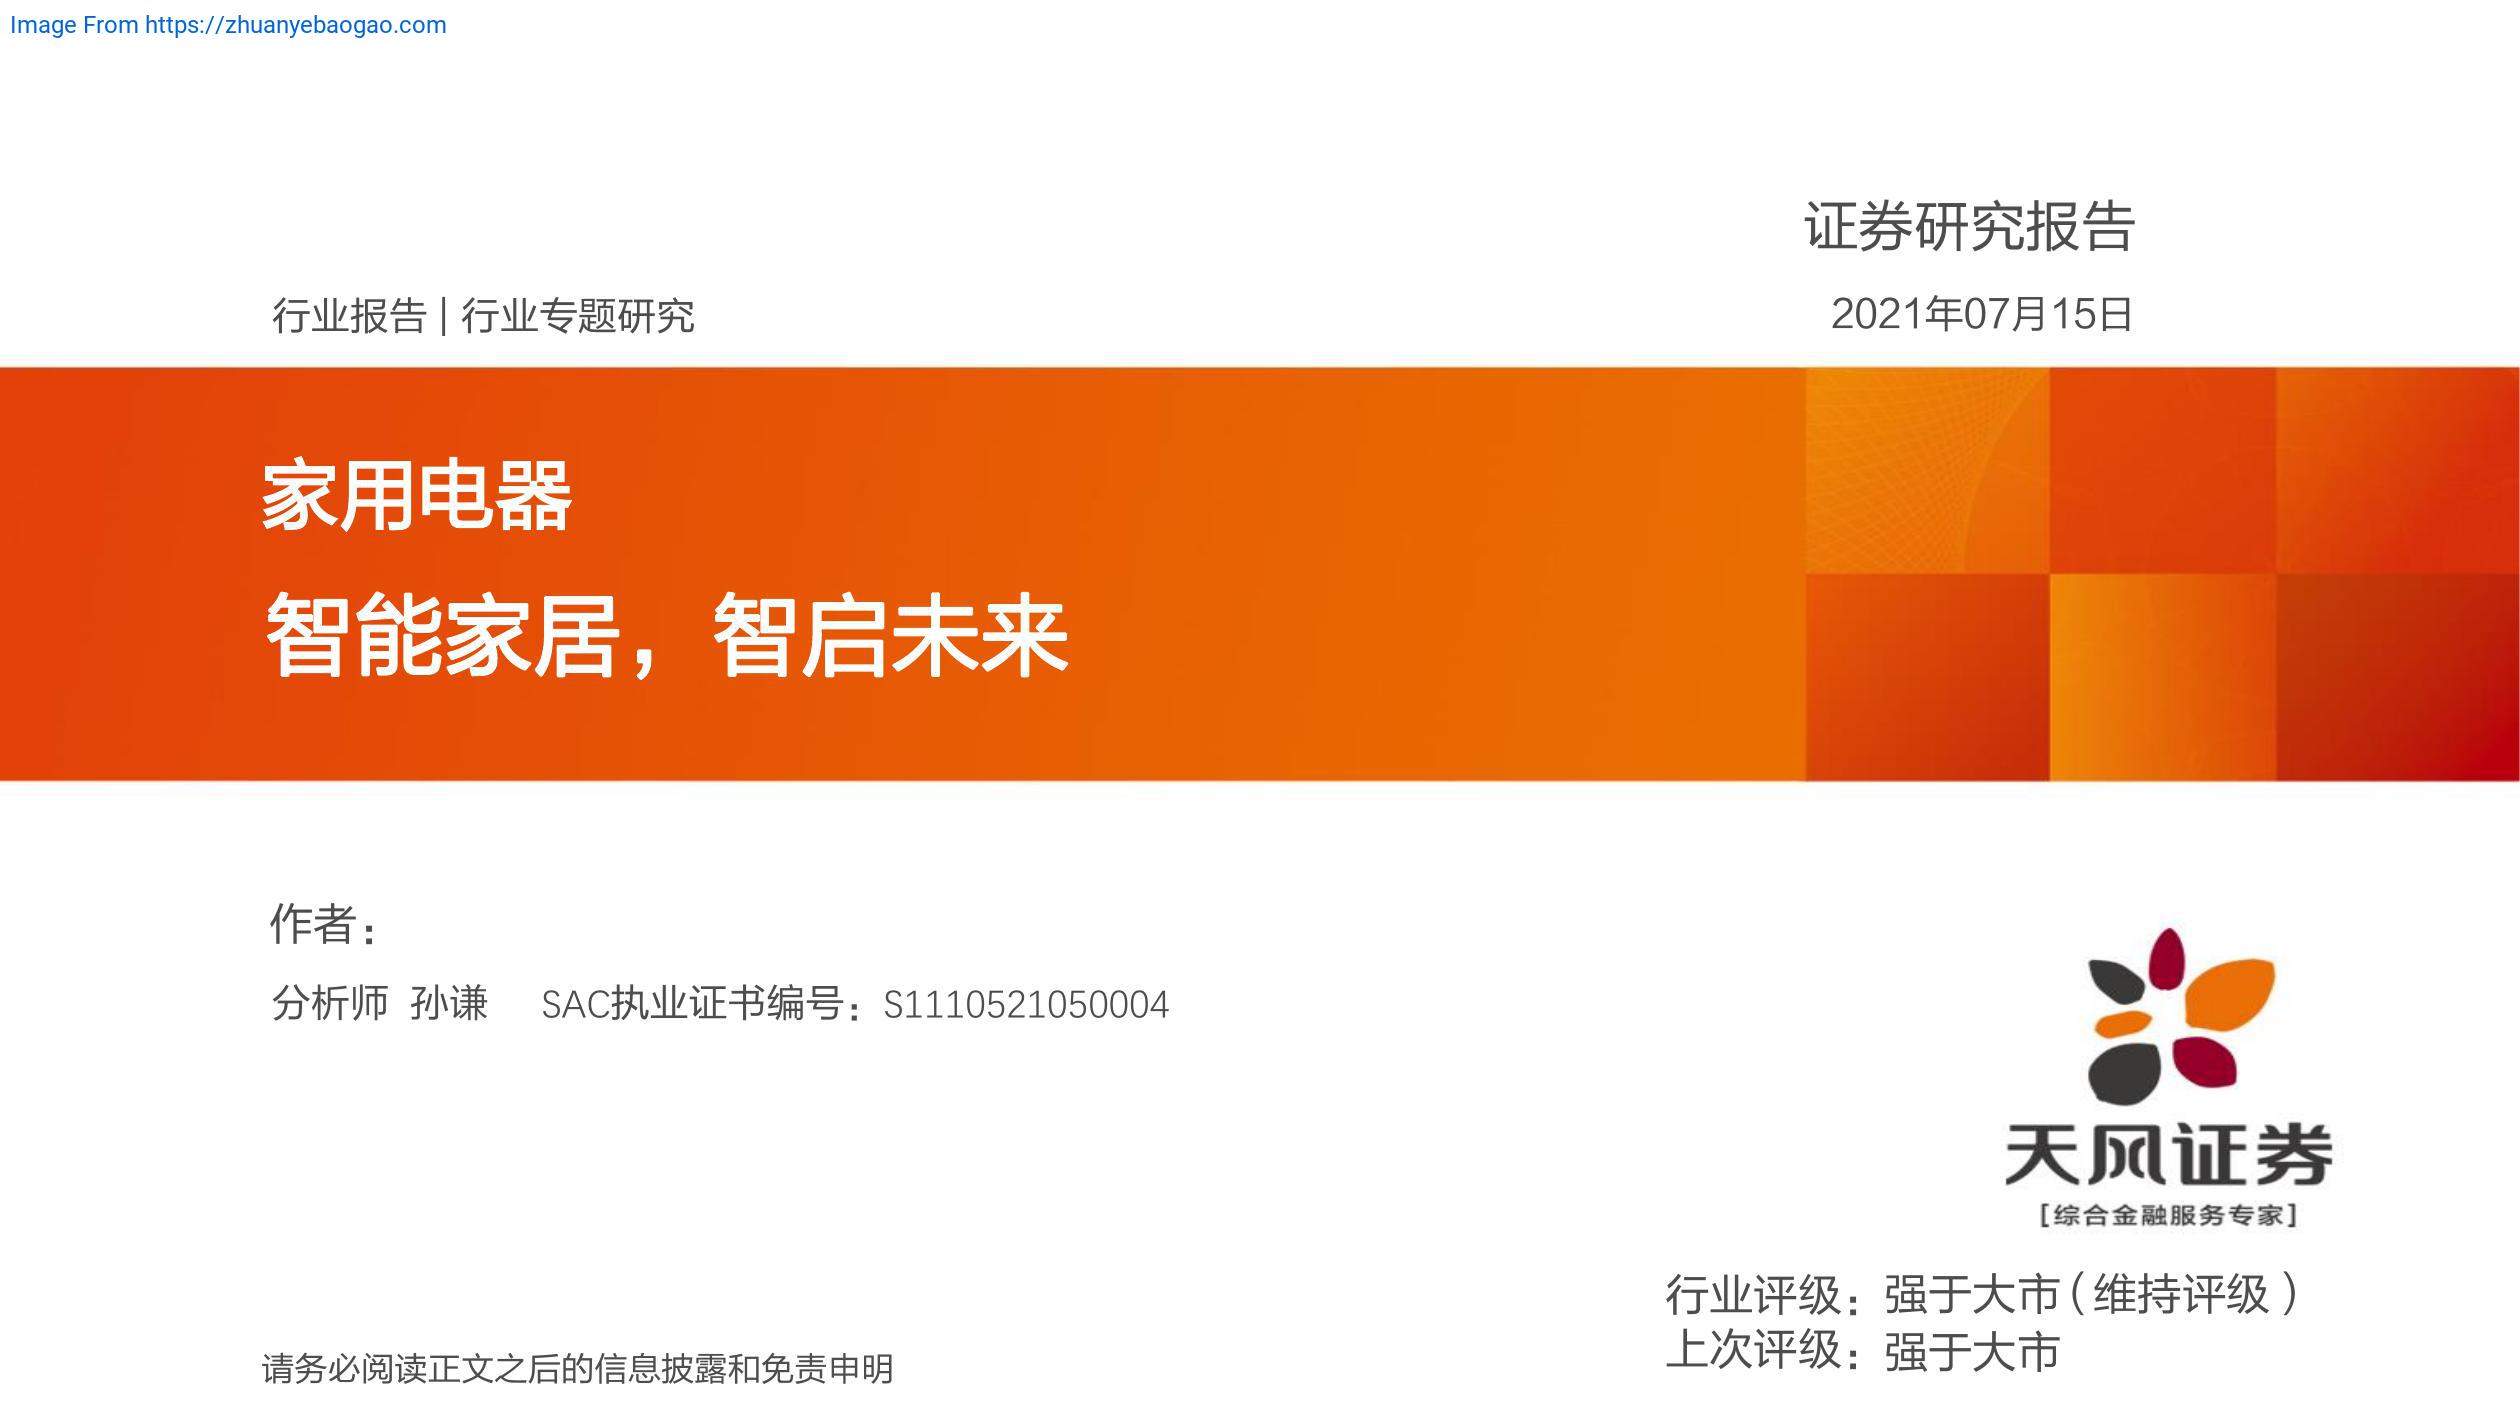 Image From https://zhuanyebaogao.com
证券研究报告
行业报告 | 行业专题研究
2021年07月15日
家用电器
智能家居，智启未来
作者：
分析师 孙谦 SAC执业证书编号：S1110521050004
天风证券
[综合金融服务专家]
行业评级：强于大市（维持评级）
上次评级：强于大市
请务必阅读正文之后的信息披露和免责申明